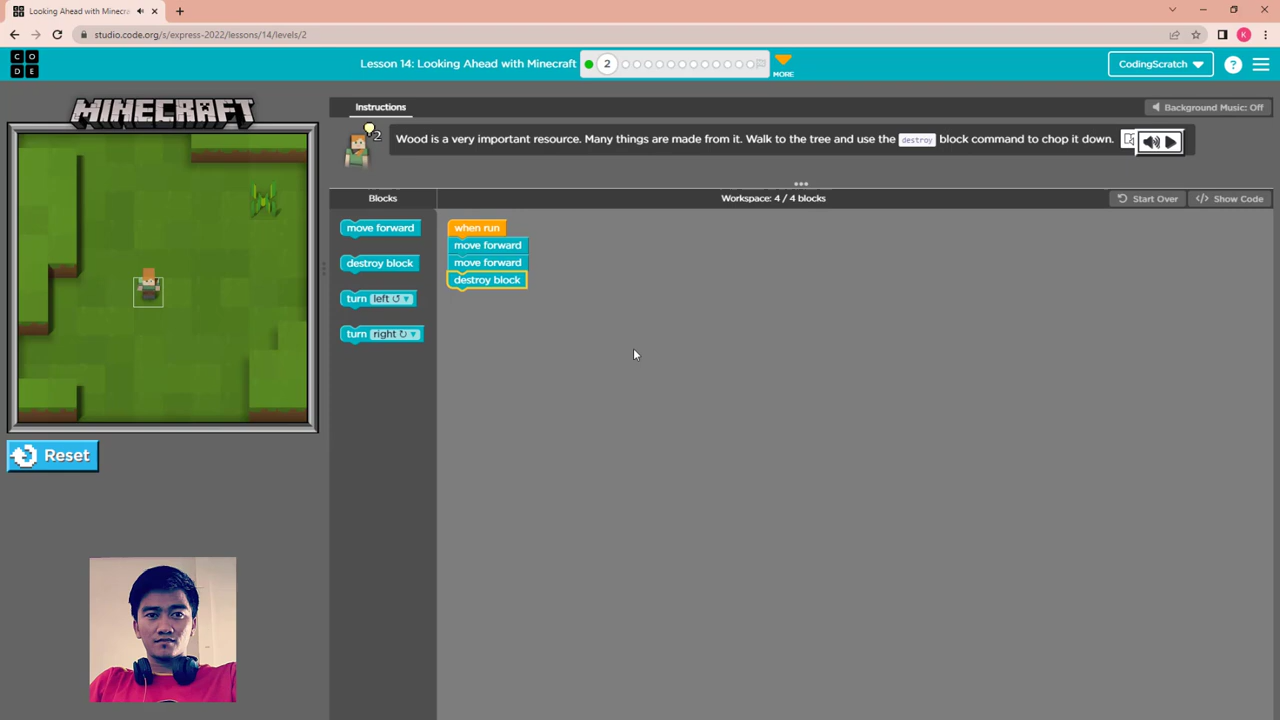 Looking Ahead with Minecra
studio.code.org/s/express-2022/lessons/14/levels/2
K
CO
DE
Lesson 14: Looking Ahead with Minecraft
2
MORE
CodingScratch
?
MINECRAFT
Instructions
Background Music: Off
2
Wood is a very important resource. Many things are made from it. Walk to the tree and use the destroy block command to chop it down.
Blocks
Workspace: 4 / 4 blocks
Start Over
Show Code
move forward
destroy block
turn left
turn right
when run
move forward
move forward
destroy block
Reset